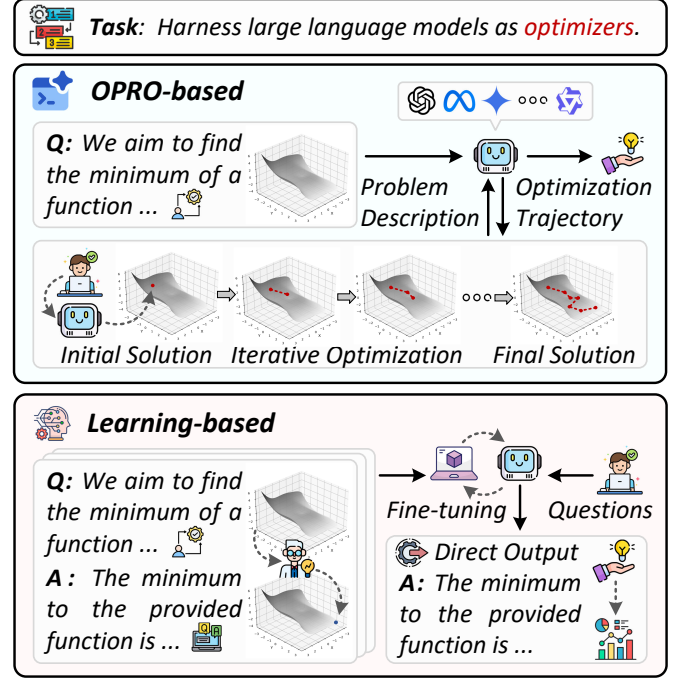 Task: Harness large language models as optimizers.
OPRO-based
Q: We aim to find
the minimum of a
function ...
Problem
Description
Optimization
Trajectory
Initial Solution
Iterative Optimization
Final Solution
Learning-based
Q: We aim to find
the minimum of a
function ...
A: The minimum
to the provided
function is ...
Q A
Fine-tuning
Questions
Direct Output
A: The minimum
to the provided
function is ...